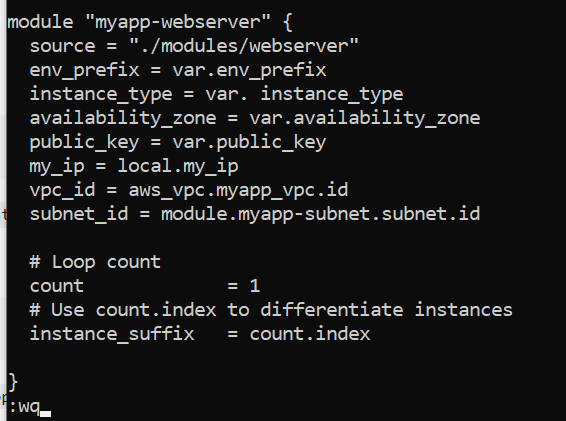 module "myapp-webserver" {
  source = "./modules/webserver"
  env_prefix = var.env_prefix
  instance_type = var. instance_type
  availability_zone = var.availability_zone
  public_key = var.public_key
  my_ip = local.my_ip
  vpc_id = aws_vpc.myapp_vpc.id
  subnet_id = module.myapp-subnet.subnet.id

  # Loop count
  count            = 1
  # Use count.index to differentiate instances
  instance_suffix   = count.index

}
:wq